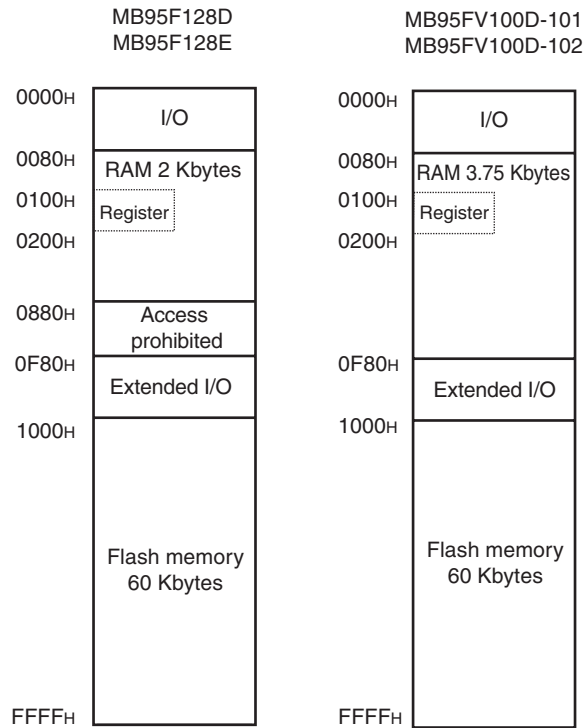 MB95F128D
MB95F128E
0000H
I/O
0080H
RAM 2 Kbytes
0100H
Register
0200H
0880H
Access
prohibited
0F80H
Extended I/O
1000H
Flash memory
60 Kbytes
FFFFH
MB95FV100D-101
MB95FV100D-102
0000H
I/O
0080H
RAM 3.75 Kbytes
0100H
Register
0200H
0F80H
Extended I/O
1000H
Flash memory
60 Kbytes
FFFFH